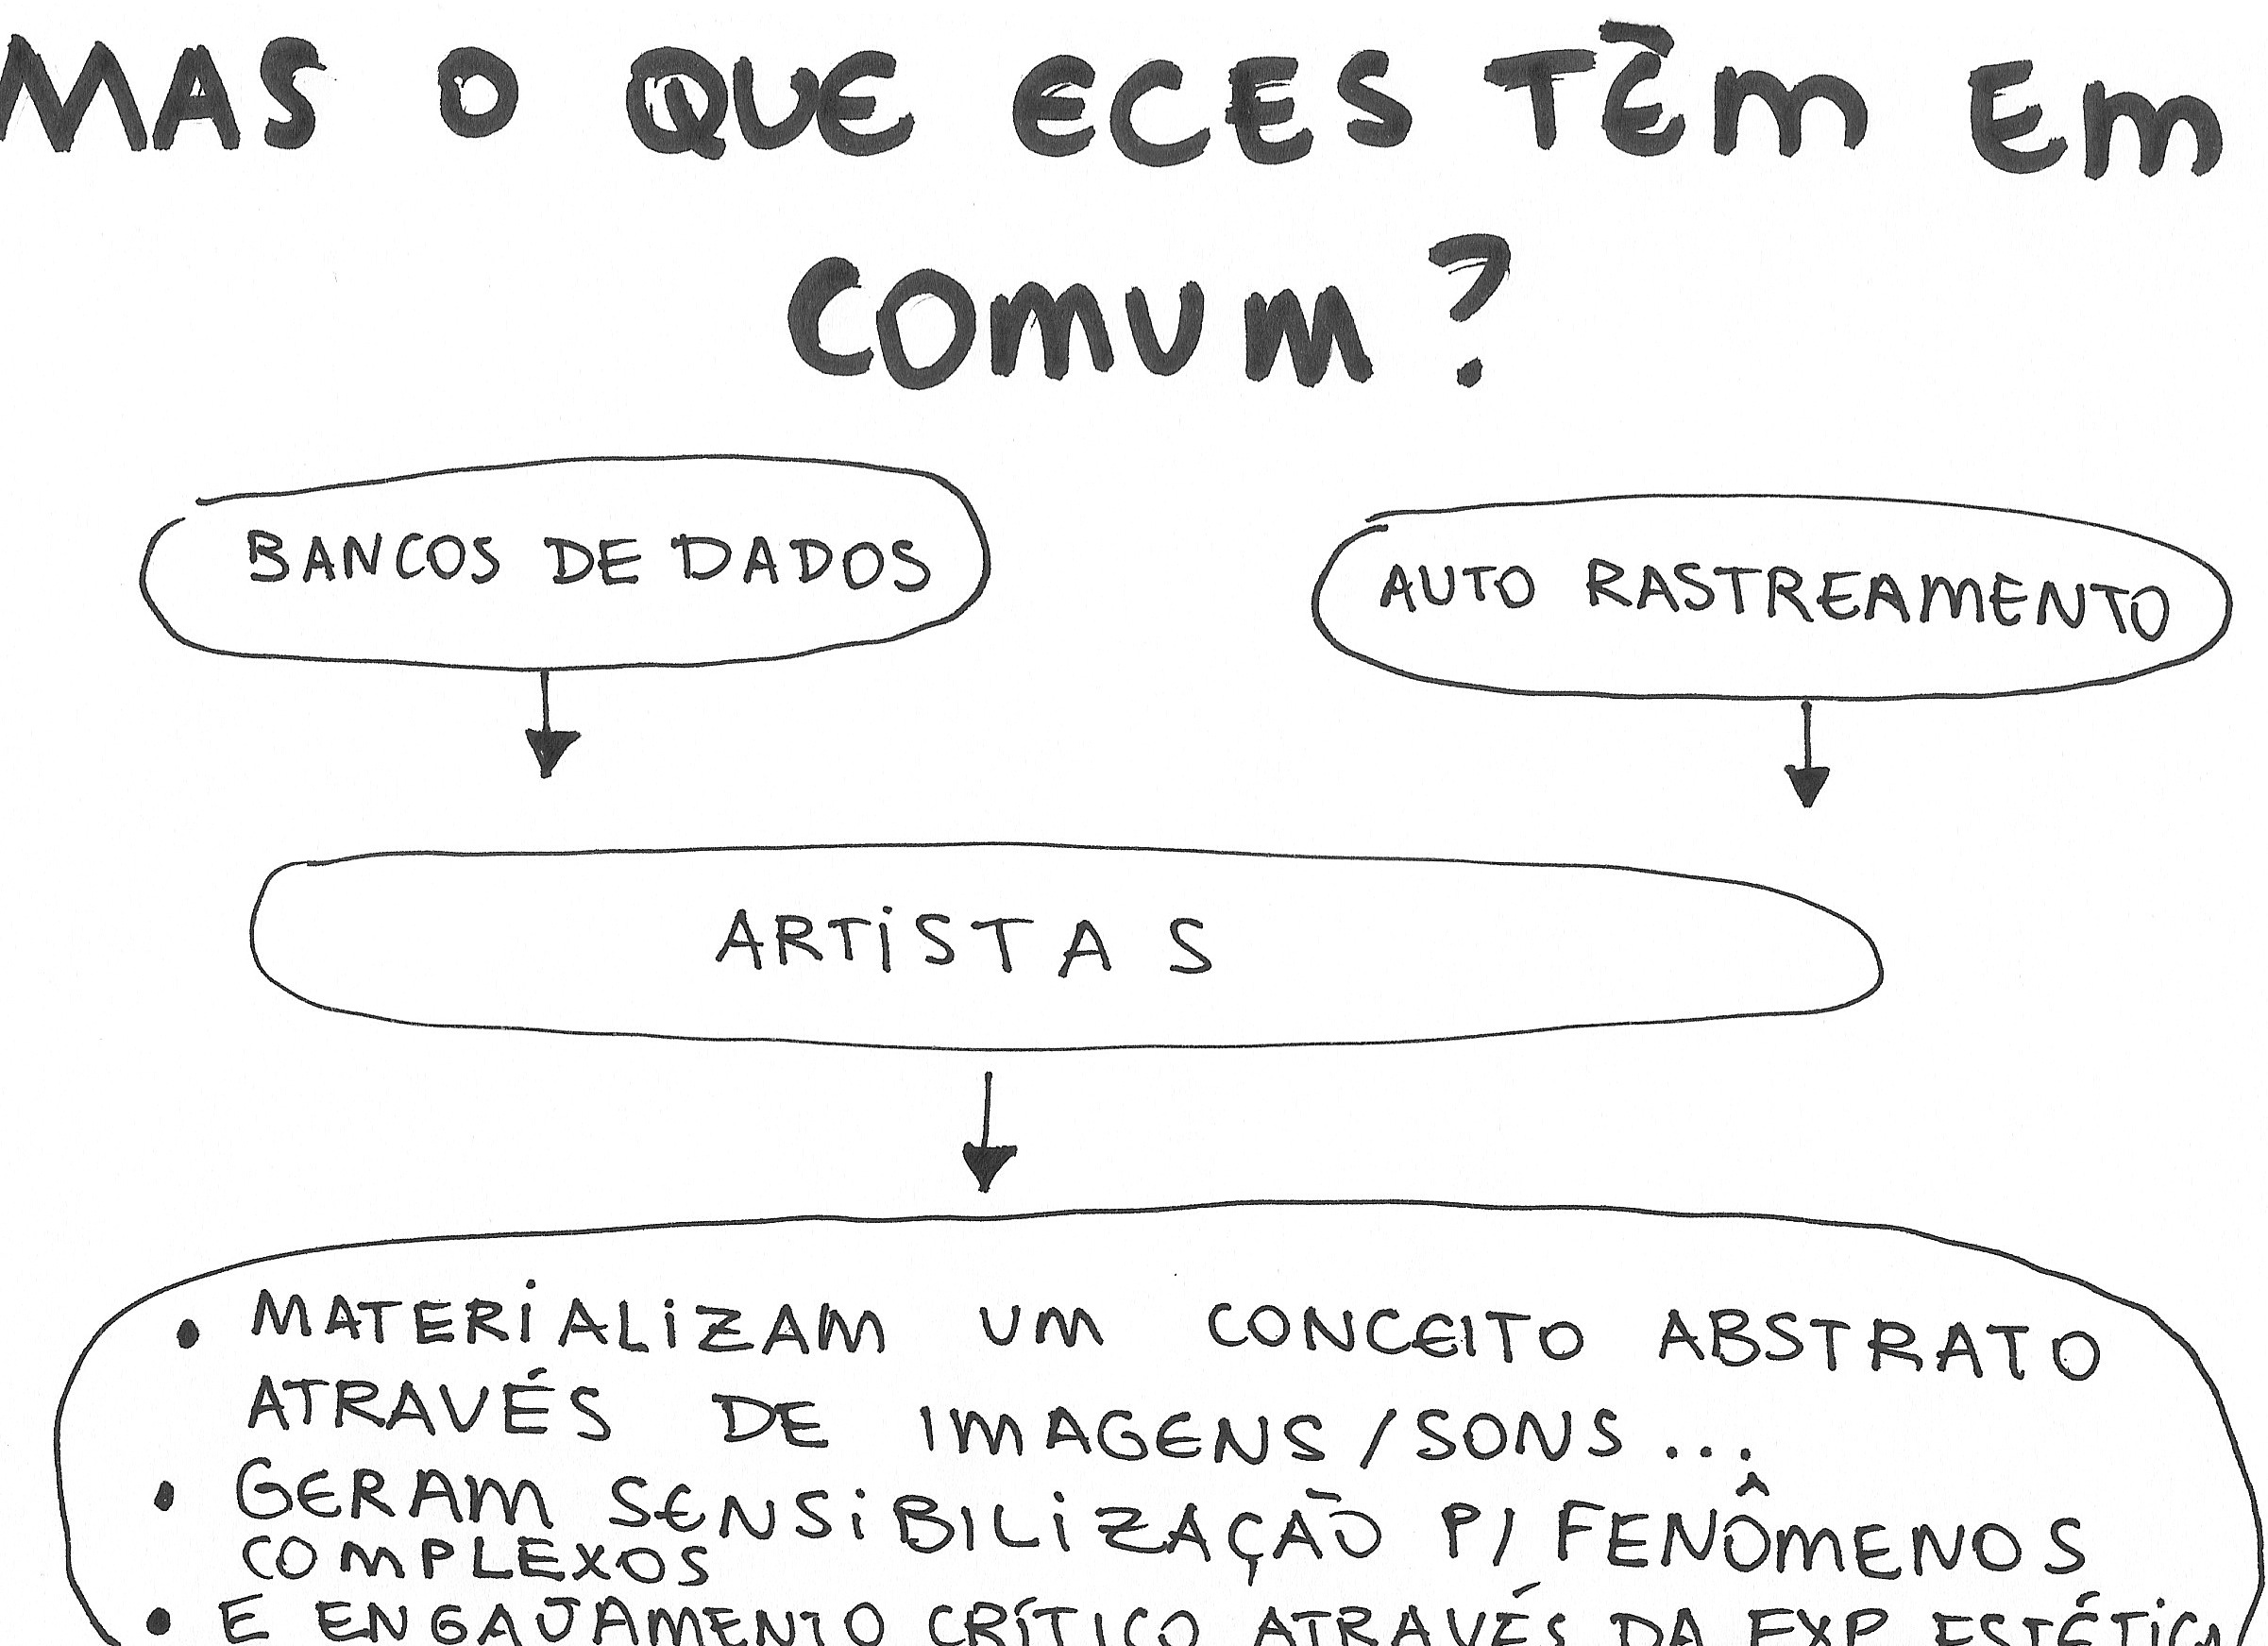 MAS O QUE ELES TÊM EM
COMUM?
BANCOS DE DADOS
AUTO RASTREAMENTO
ARTISTAS
• MATERIALIZAM UM CONCEITO ABSTRATO
ATRAVÉS DE IMAGENS/SONS...
• GERAM SENSIBILIZAÇÃO P/ FENÔMENOS
COMPLEXOS
• E ENGAJAMENTO CRÍTICO ATRAVÉS DA EXP ESTÉTICA